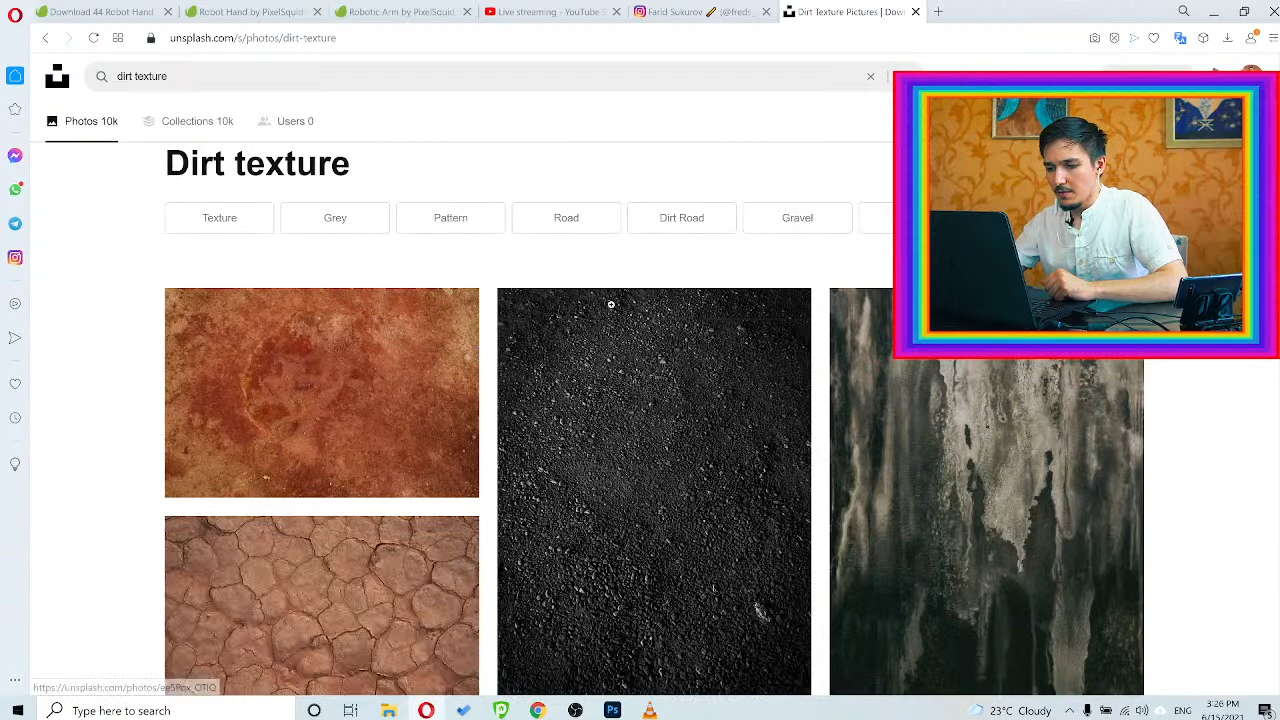 Download 44 Robot Hand
Robot Hand by PixelSquid
Robotic Arm by PixelSquid
Live streaming - YouTube S
Farid Sukurov 🖊 (@freds_
Dirt Texture Pictures | Down
unsplash.com/s/photos/dirt-texture
dirt texture
Photos 10k
Collections 10k
Users 0
Dirt texture
Texture
Grey
Pattern
Road
Dirt Road
Gravel
Type here to search
23°C Cloudy
ENG
3:26 PM